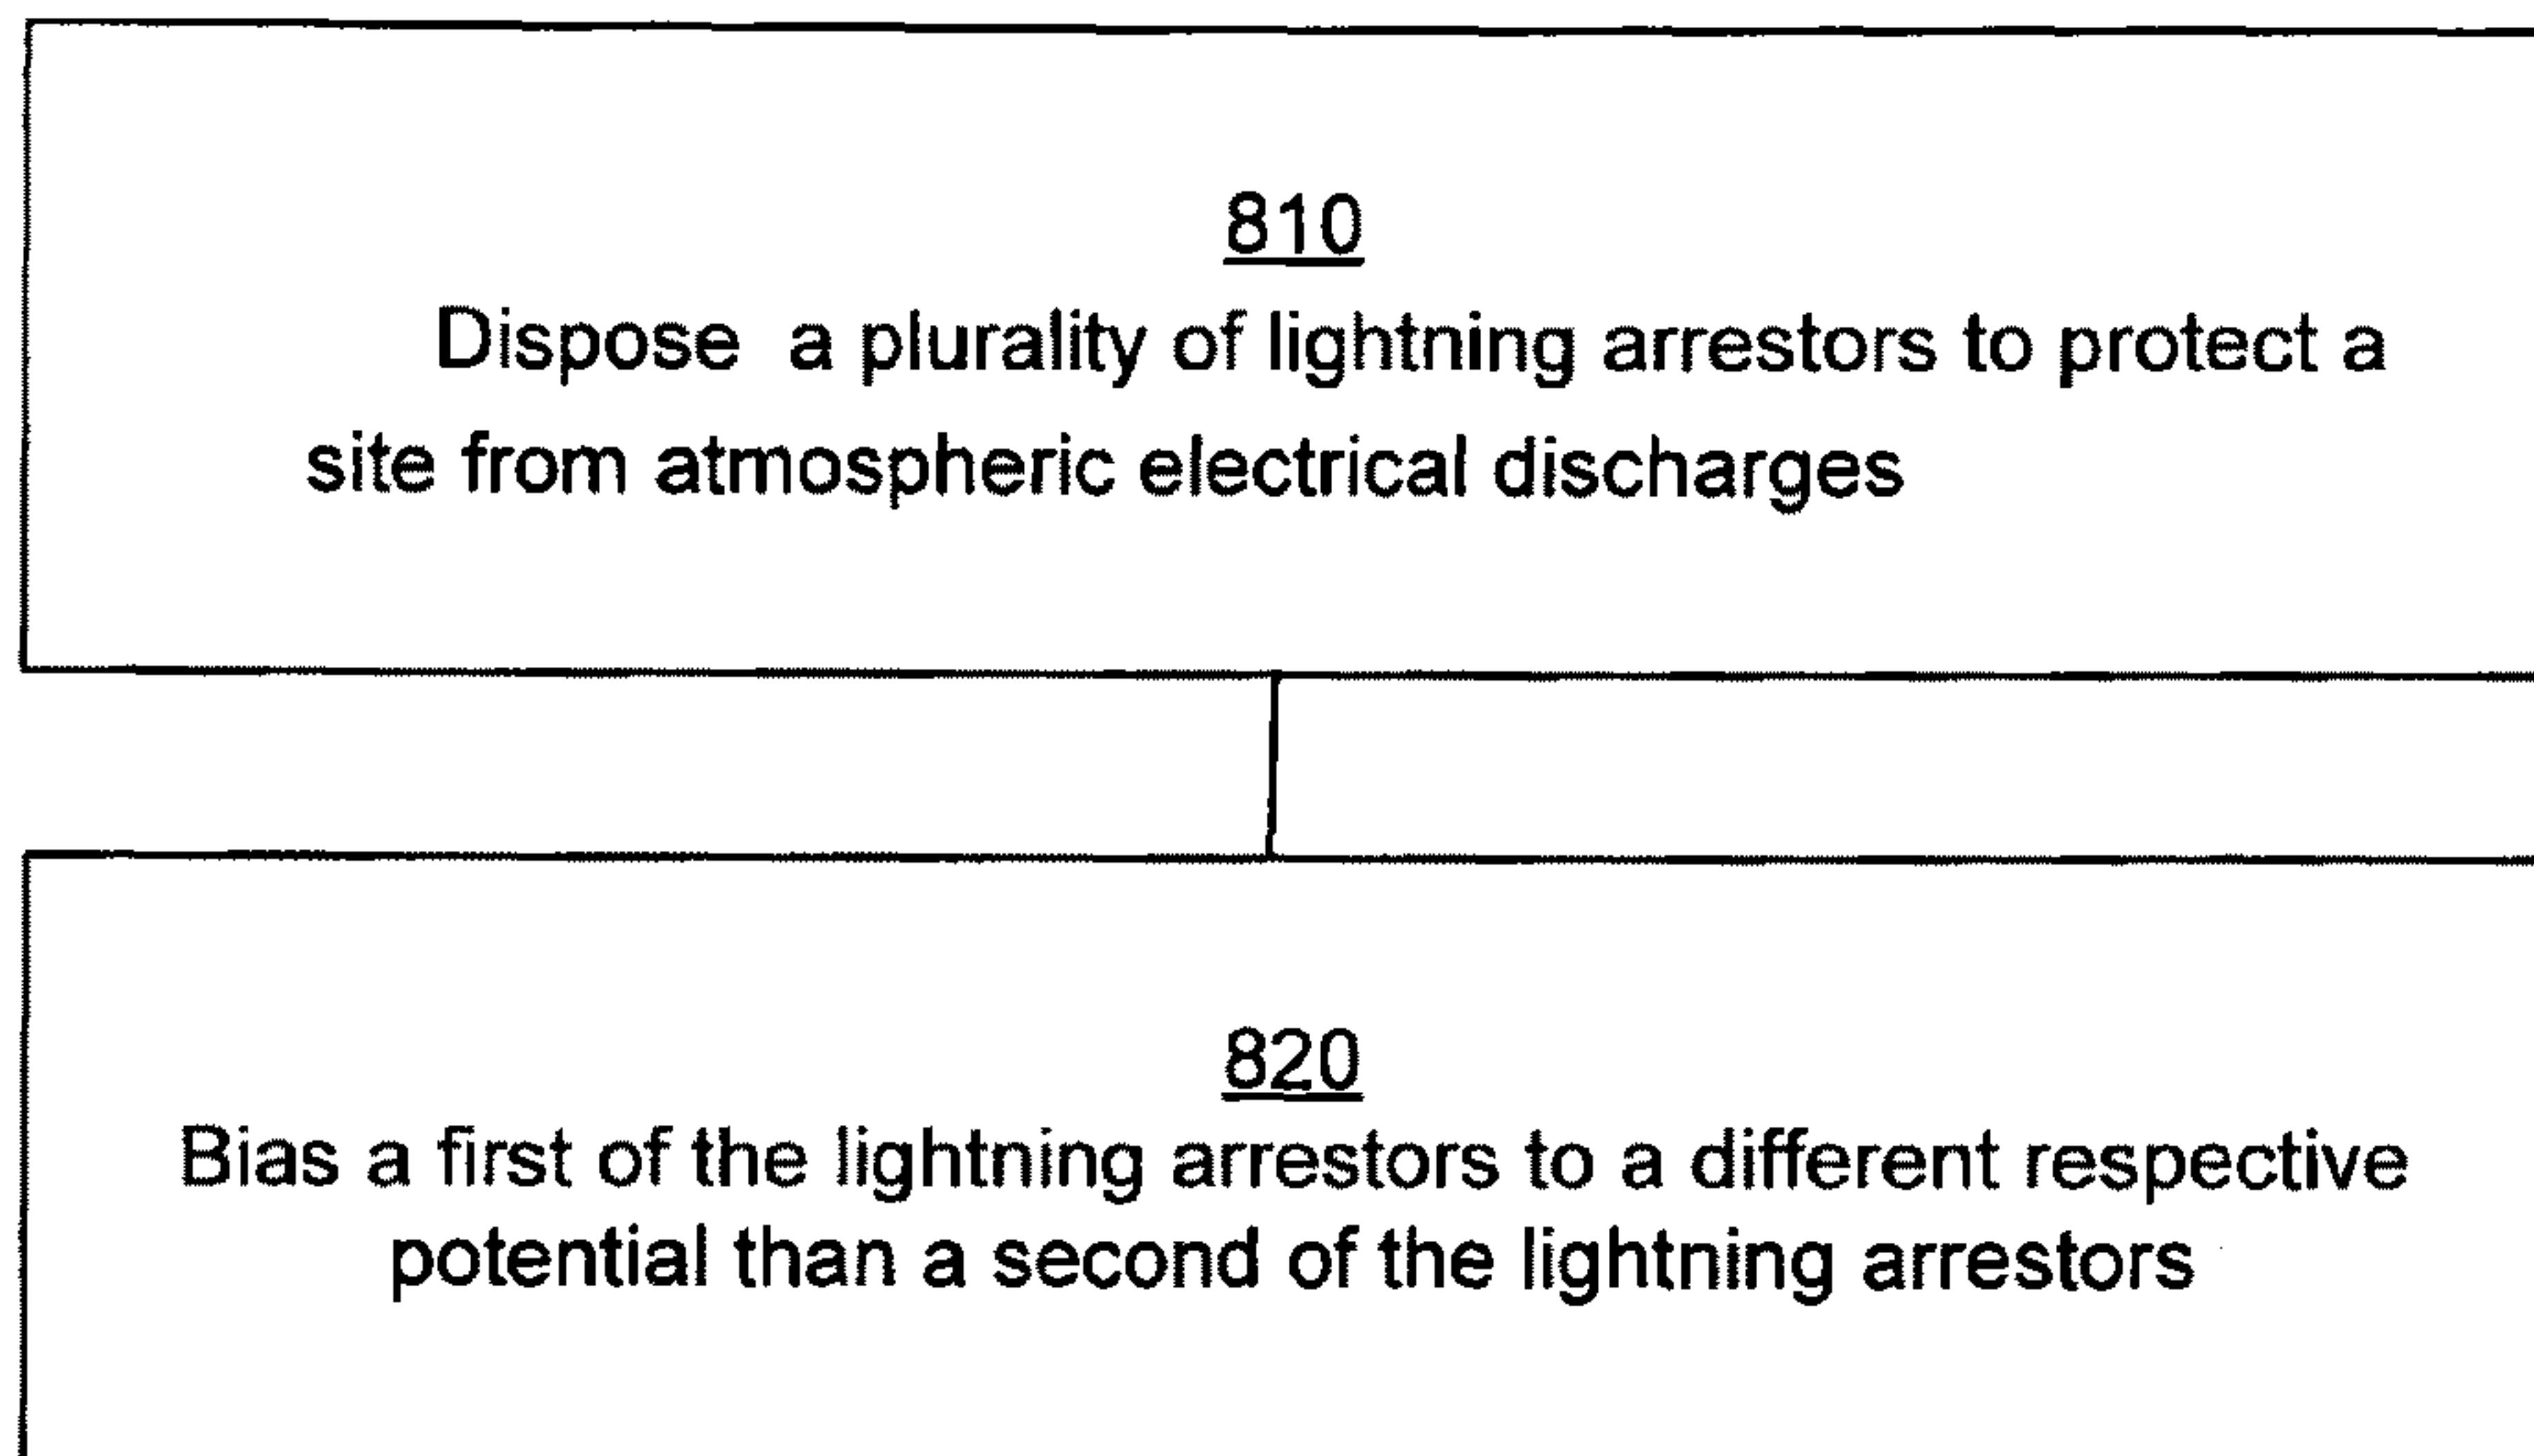 810
Dispose a plurality of lightning arrestors to protect a
site from atmospheric electrical discharges
820
Bias a first of the lightning arrestors to a different respective
potential than a second of the lightning arrestors